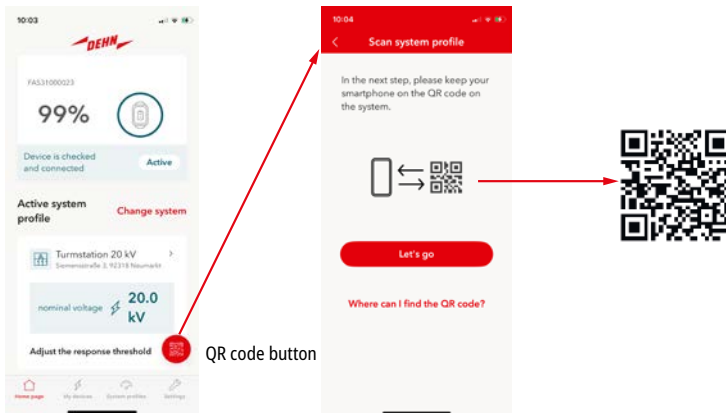 10:03
DEHN
FA531000023
99%
Device is checked
and connected
Active
Active system
profile
Change system
Turmstation 20 kV
Siemensstraße 3, 92318 Neumarkt
nominal voltage
20.0
kV
Adjust the response threshold
Home page
My devices
System profiles
Settings
QR code button
10:04
Scan system profile
In the next step, please keep your
smartphone on the QR code on
the system.
Let's go
Where can I find the QR code?